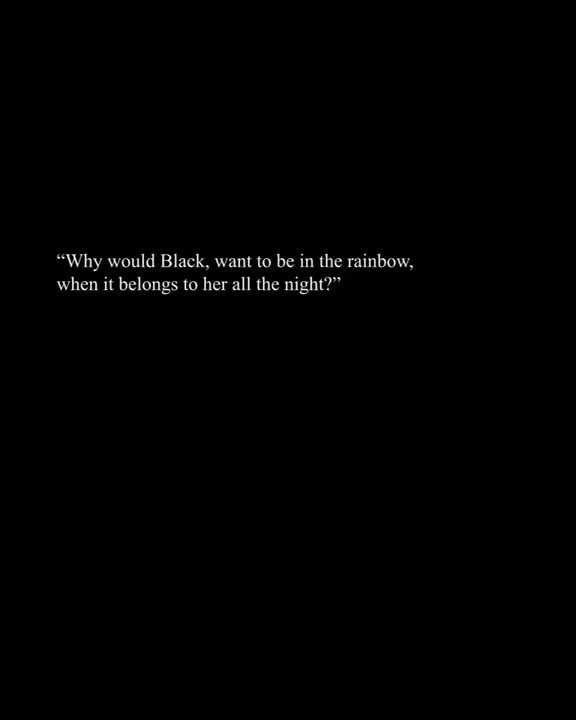 “Why would Black, want to be in the rainbow,
when it belongs to her all the night?”